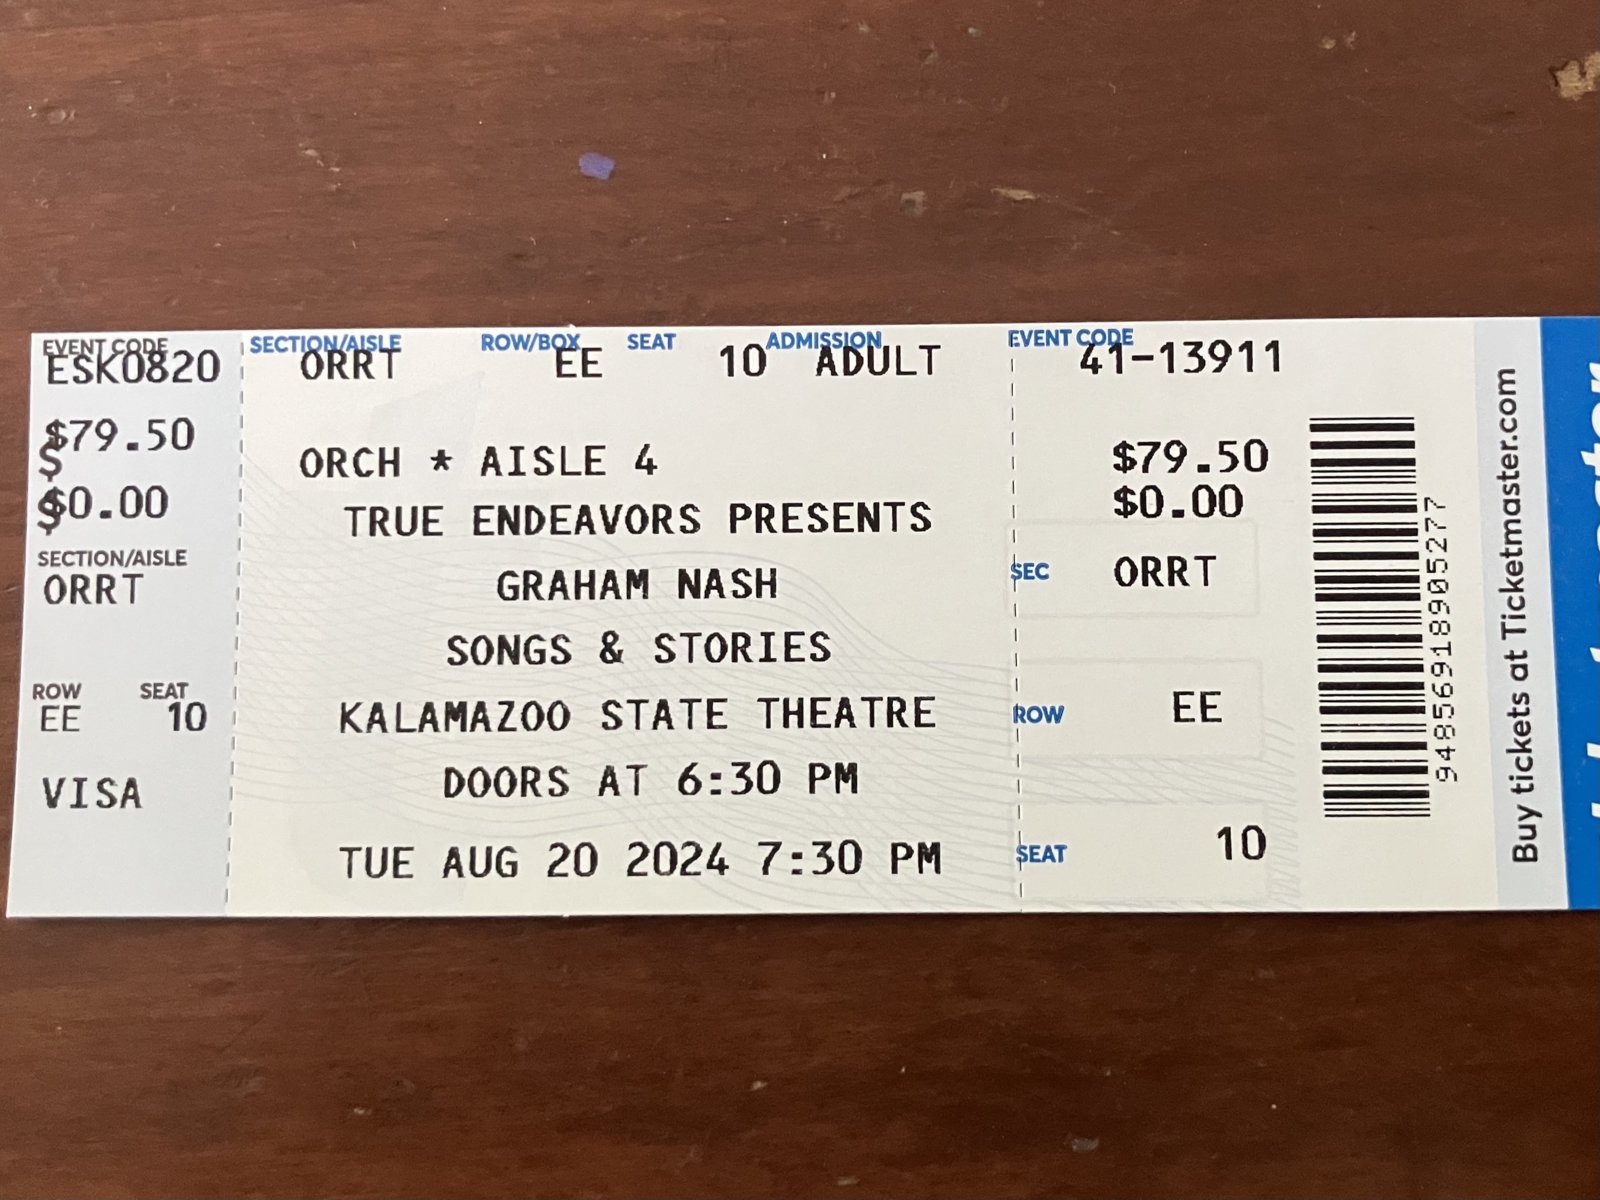 EVENT CODE
ESK0820
$79.50
$
$0.00
$
SECTION/AISLE
ORRT
ROW SEAT
EE 10
VISA
SECTION/AISLE ROW/BOX SEAT ADMISSION
ORRT EE 10 ADULT
ORCH * AISLE 4
TRUE ENDEAVORS PRESENTS
GRAHAM NASH
SONGS & STORIES
KALAMAZOO STATE THEATRE
DOORS AT 6:30 PM
TUE AUG 20 2024 7:30 PM
EVENT CODE
41-13911
$79.50
$0.00
SEC ORRT
ROW EE
SEAT 10
948569189052​77
Buy tickets at Ticketmaster.com